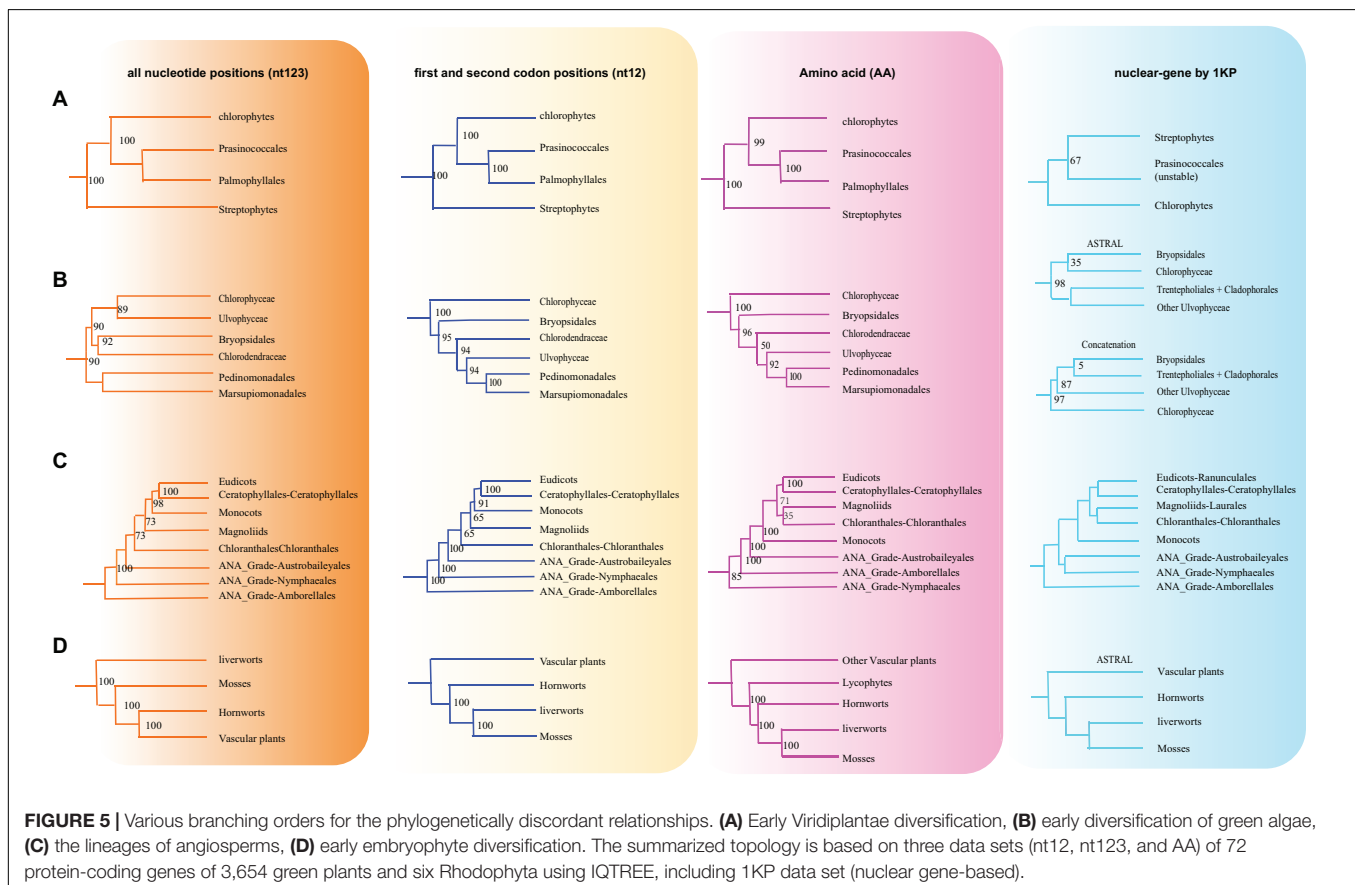 all nucleotide positions (nt123)
first and second codon positions (nt12)
Amino acid (AA)
nuclear-gene by 1KP
A
chlorophytes
100
Prasinococcales
Palmophyllales
100
Streptophytes
chlorophytes
100
Prasinococcales
100
100
Palmophyllales
Streptophytes
chlorophytes
99
Prasinococcales
100
100
Palmophyllales
Streptophytes
Streptophytes
67
Prasinococcales
(unstable)
Chlorophytes
B
Chlorophyceae
89
Ulvophyceae
90
Bryopsidales
92
Chlorodendraceae
90
Pedinomonadales
Marsupiomonadales
Chlorophyceae
100
Bryopsidales
95
Chlorodendraceae
94
Ulvophyceae
94
Pedinomonadales
100
Marsupiomonadales
Chlorophyceae
100
Bryopsidales
96
Chlorodendraceae
50
Ulvophyceae
92
Pedinomonadales
100
Marsupiomonadales
ASTRAL
Bryopsidales
35
Chlorophyceae
98
Trentepholiales + Cladophorales
Other Ulvophyceae
Concatenation
Bryopsidales
5
Trentepholiales + Cladophorales
87
Other Ulvophyceae
97
Chlorophyceae
C
Eudicots
100
Ceratophyllales-Ceratophyllales
98
Monocots
73
Magnoliids
73
ChloranthalesChloranthales
100
ANA_Grade-Austrobaileyales
ANA_Grade-Nymphaeales
ANA_Grade-Amborellales
Eudicots
100
Ceratophyllales-Ceratophyllales
91
Monocots
65
Magnoliids
65
Chloranthales-Chloranthales
100
ANA_Grade-Austrobaileyales
100
ANA_Grade-Nymphaeales
100
ANA_Grade-Amborellales
Eudicots
100
Ceratophyllales-Ceratophyllales
71
Magnoliids
35
Chloranthales-Chloranthales
100
Monocots
100
ANA_Grade-Austrobaileyales
100
ANA_Grade-Amborellales
85
ANA_Grade-Nymphaeales
Eudicots-Ranunculales
Ceratophyllales-Ceratophyllales
Magnoliids-Laurales
Chloranthales-Chloranthales
Monocots
ANA_Grade-Austrobaileyales
ANA_Grade-Nymphaeales
ANA_Grade-Amborellales
D
liverworts
100
Mosses
100
Hornworts
100
Vascular plants
Vascular plants
Hornworts
100
liverworts
100
Mosses
Other Vascular plants
Lycophytes
100
Hornworts
100
liverworts
100
Mosses
ASTRAL
Vascular plants
Hornworts
liverworts
Mosses
FIGURE 5 | Various branching orders for the phylogenetically discordant relationships. (A) Early Viridiplantae diversification, (B) early diversification of green algae,
(C) the lineages of angiosperms, (D) early embryophyte diversification. The summarized topology is based on three data sets (nt12, nt123, and AA) of 72
protein-coding genes of 3,654 green plants and six Rhodophyta using IQTREE, including 1KP data set (nuclear gene-based).